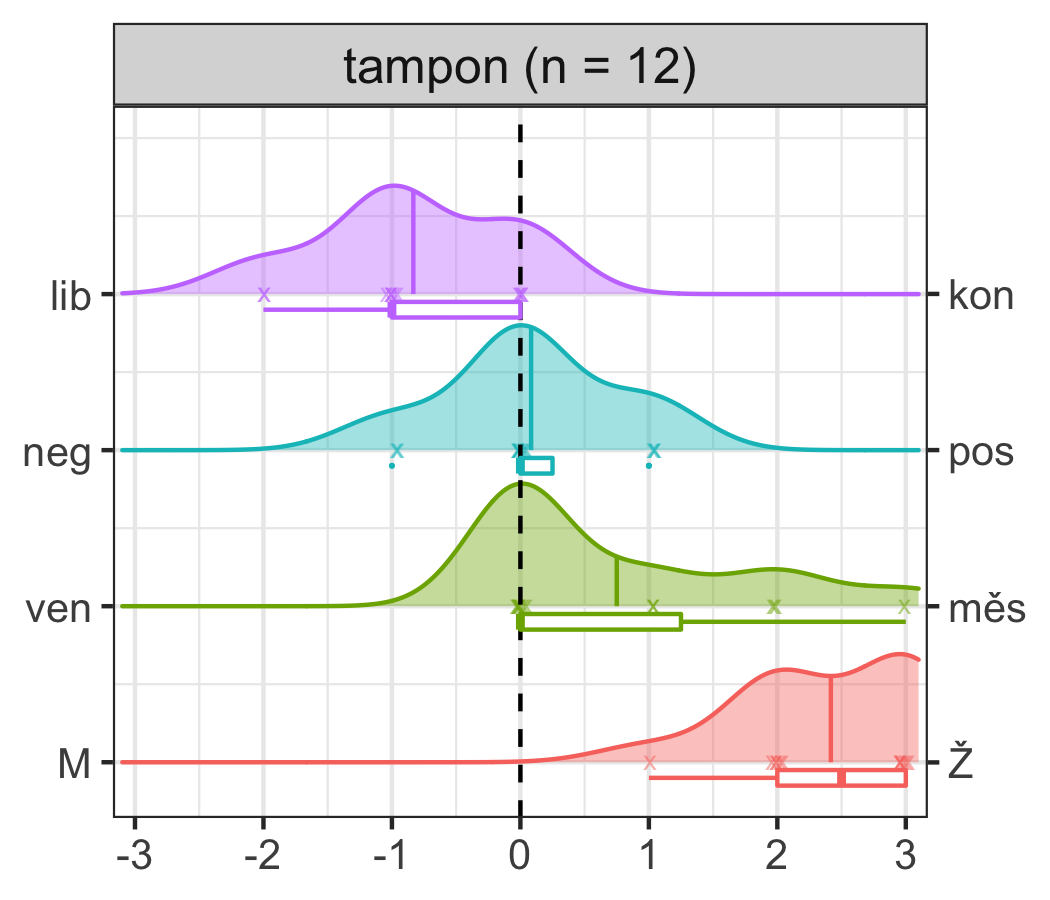 tampon (n = 12)
lib kon
neg pos
ven měs
M Ž
-3 -2 -1 0 1 2 3